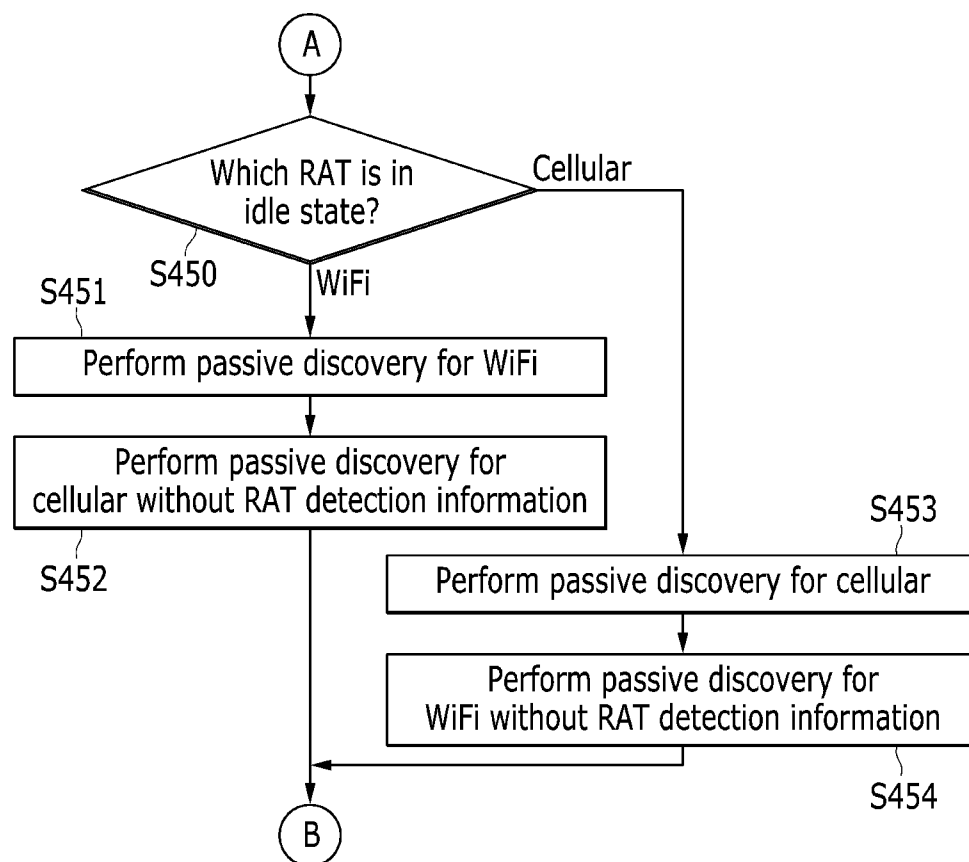 A
Which RAT is in
idle state?
Cellular
S450
WiFi
S451
Perform passive discovery for WiFi
Perform passive discovery for
cellular without RAT detection information
S452
S453
Perform passive discovery for cellular
Perform passive discovery for
WiFi without RAT detection information
S454
B